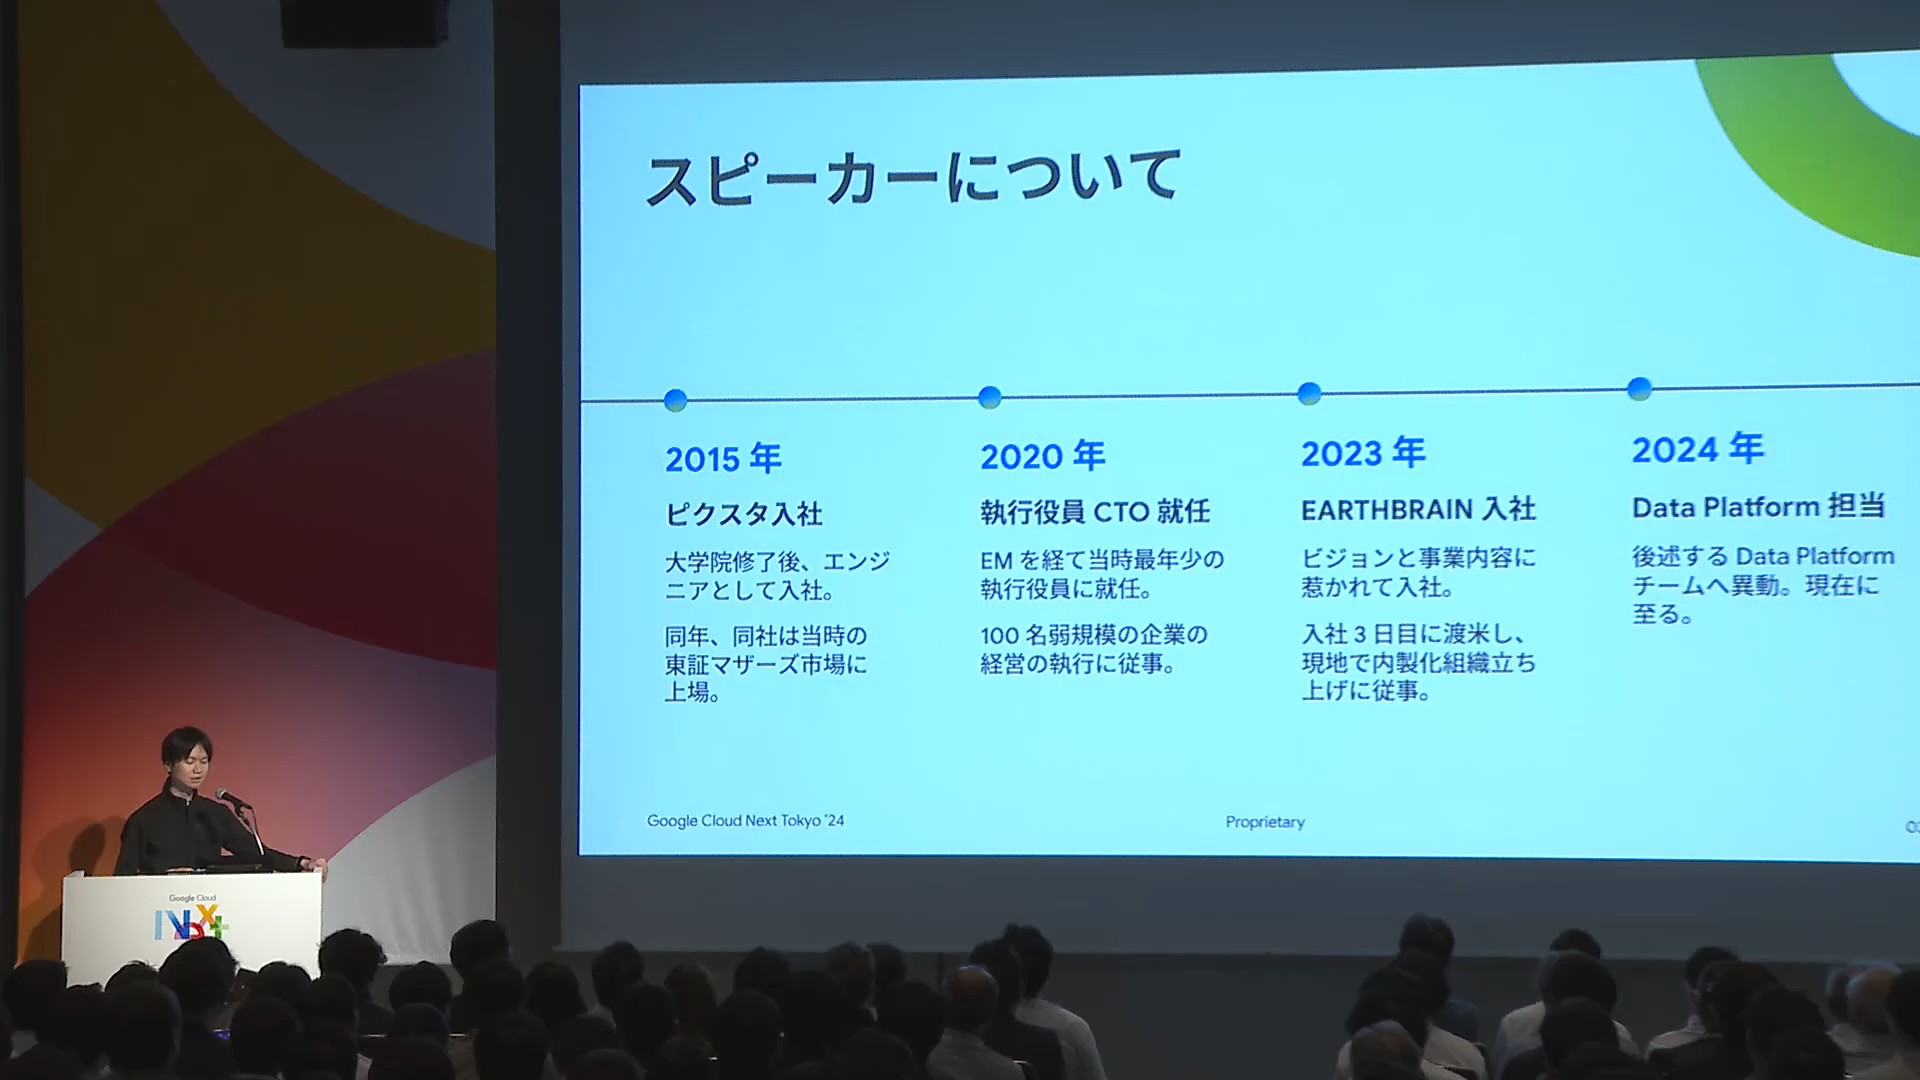 スピーカーについて
2015 年
ピクスタ入社
大学院修了後、エンジ
ニアとして入社。
同年、同社は当時の
東証マザーズ市場に
上場。
2020 年
執行役員 CTO 就任
EM を経て当時最年少の
執行役員に就任。
100 名弱規模の企業の
経営の執行に従事。
2023 年
EARTHBRAIN 入社
ビジョンと事業内容に
惹かれて入社。
入社 3 日目に渡米し、
現地で内製化組織立ち
上げに従事。
2024 年
Data Platform 担当
後述する Data Platform
チームへ異動。現在に
至る。
Google Cloud Next Tokyo '24
Proprietary
Google Cloud
Next